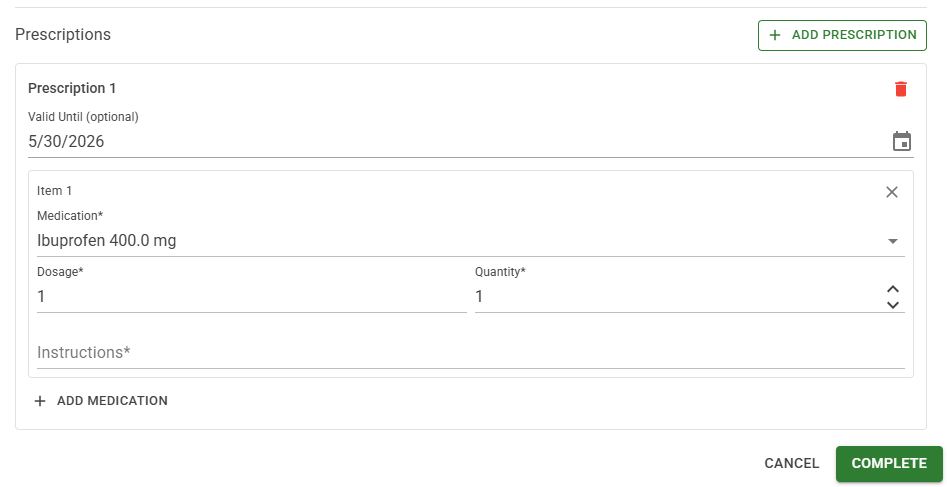 Prescriptions
+ ADD PRESCRIPTION
Prescription 1
Valid Until (optional)
5/30/2026
Item 1
Medication*
Ibuprofen 400.0 mg
Dosage* Quantity*
1 1
Instructions*
+ ADD MEDICATION
CANCEL COMPLETE